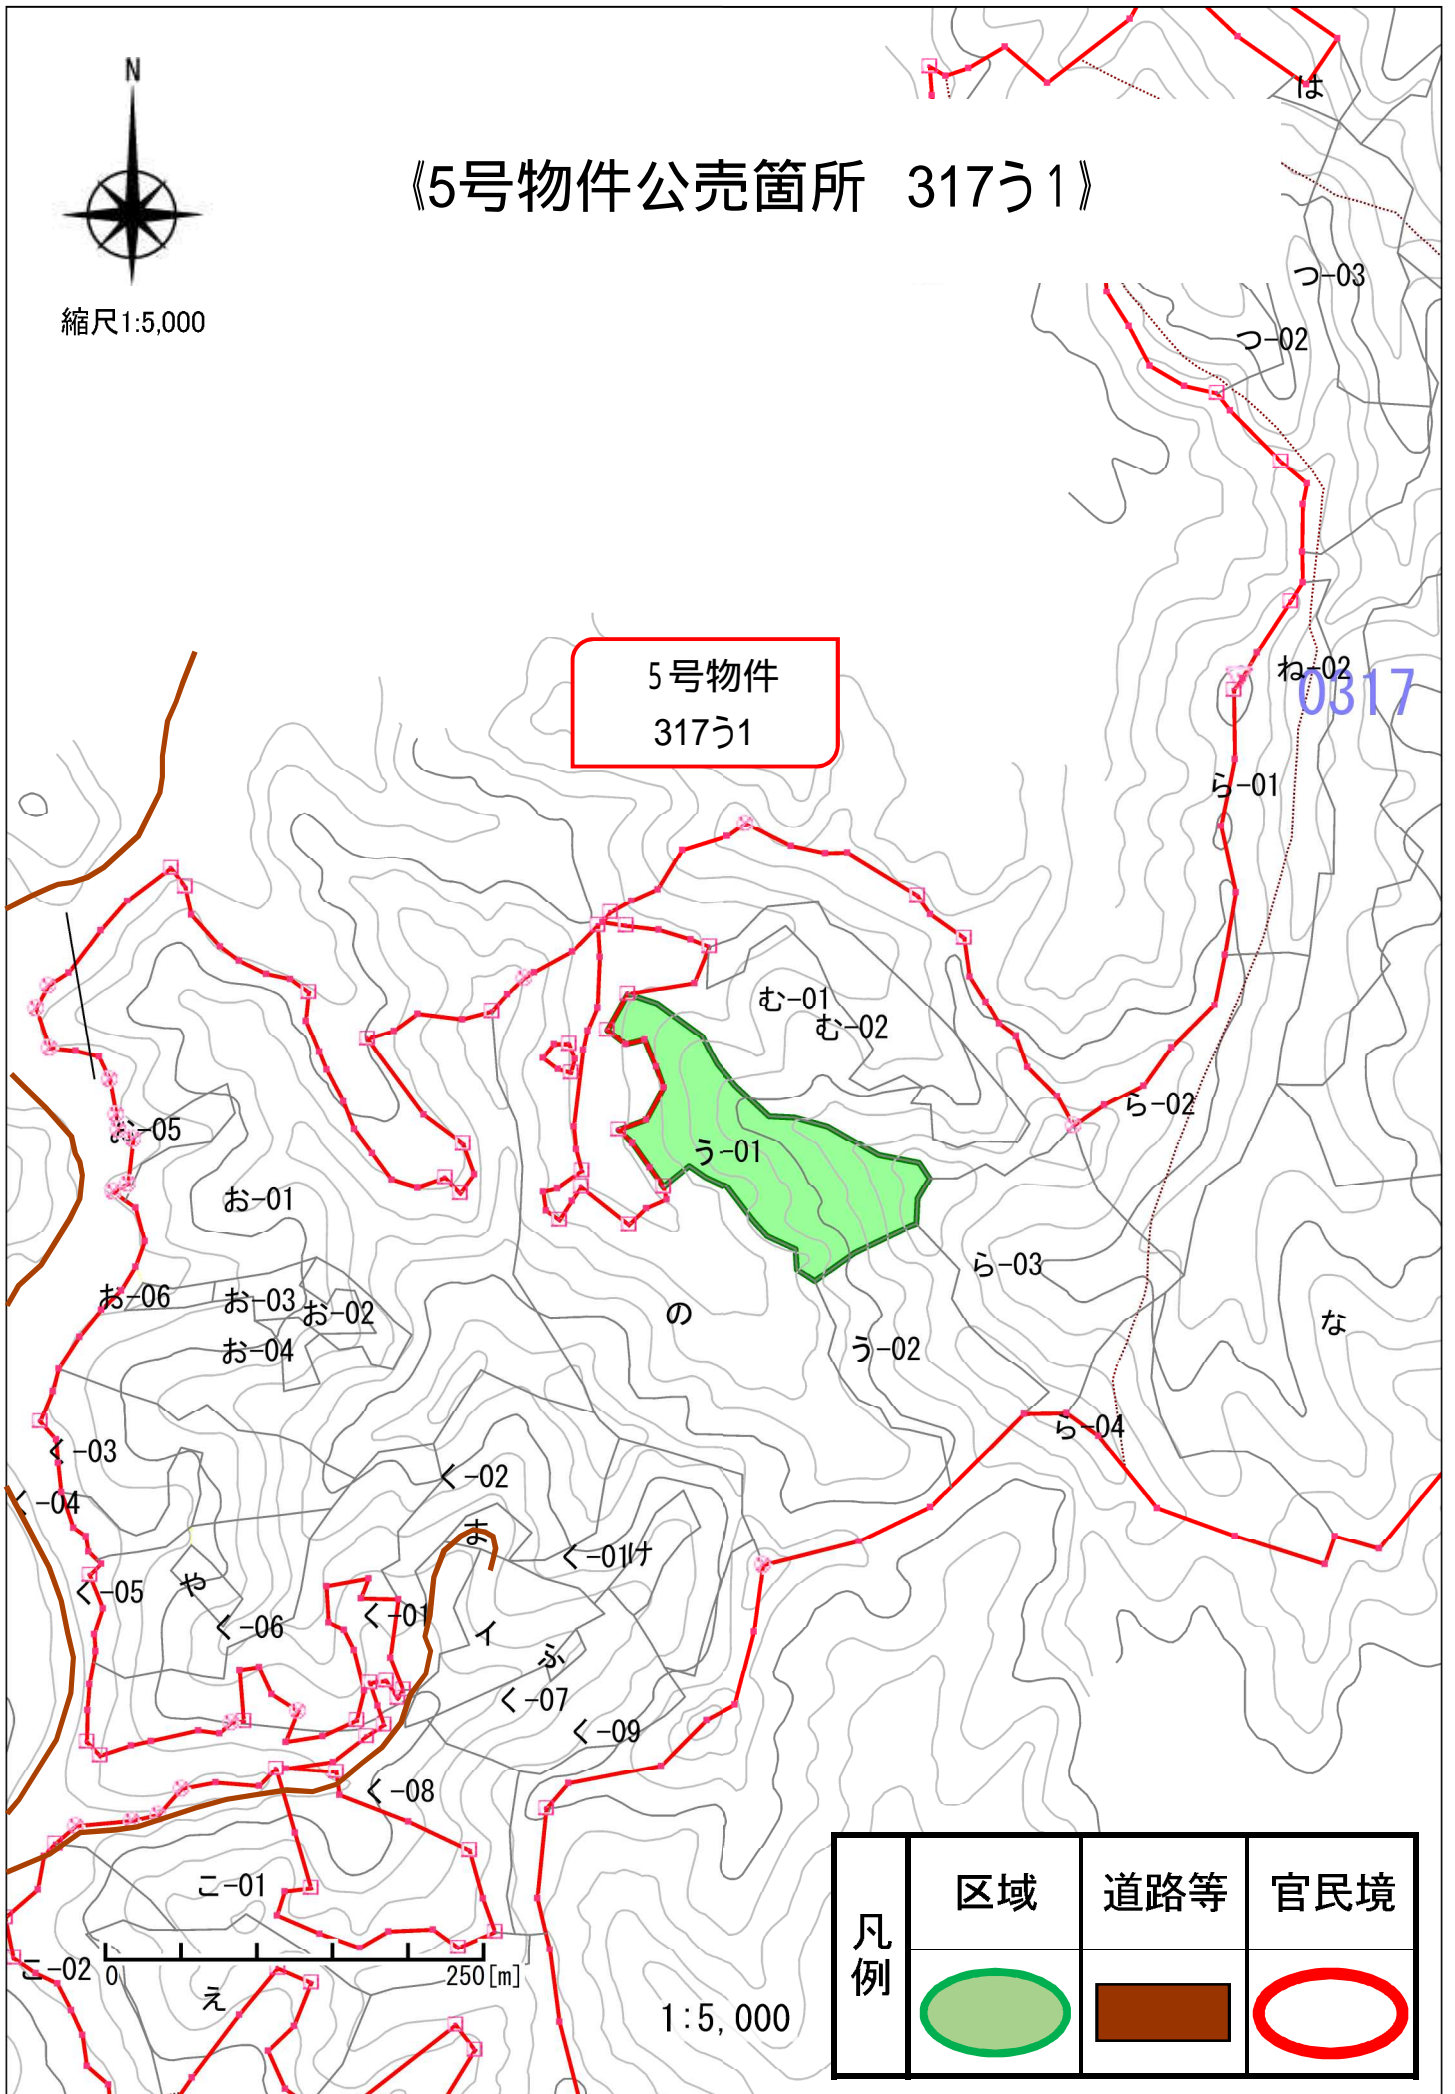 N
縮尺1:5,000
《5号物件公売箇所 317う1》
は
つ-03
つ-02
5号物件
317う1
ね-02
0317
ら-01
む-01
む-02
ら-02
お-05
う-01
お-01
ら-03
お-06
お-03
お-02
の
な
お-04
う-02
ら-04
く-03
く-02
く-04
ま
く-01
け
く-05
や
く-01
く-06
イ
ふ
く-07
く-09
く-08
こ-01
こ-02
0
250[m]
え
1:5,000
凡例
区域
道路等
官民境